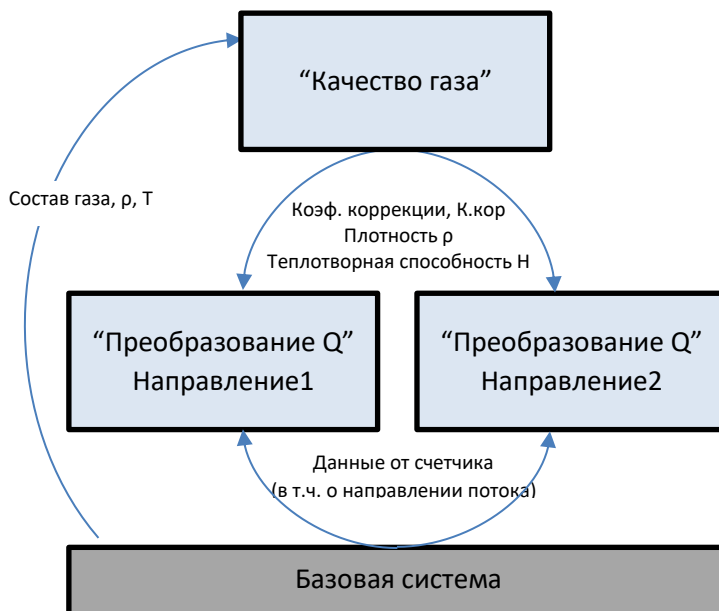 “Качество газа”
Состав газа, ρ, T
Коэф. коррекции, К.кор
Плотность ρ
Теплотворная способность H
“Преобразование Q”
Направление1
“Преобразование Q”
Направление2
Данные от счетчика
(в т.ч. о направлении потока)
Базовая система